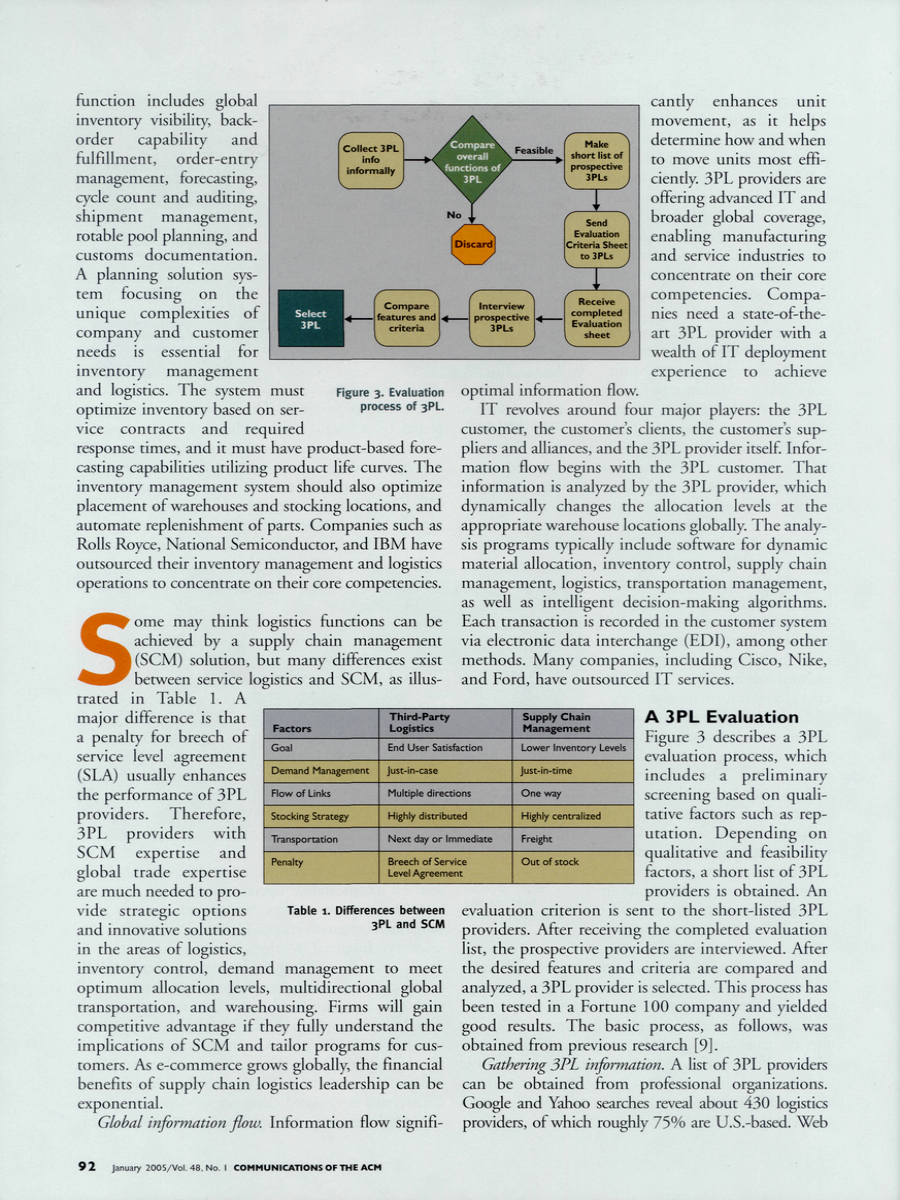 function includes global
inventory visibility, back-
order capability and
fulfillment, order-entry
management, forecasting,
cycle count and auditing,
shipment management,
rotable pool planning, and
customs documentation.
A planning solution sys-
tem focusing on the
unique complexities of
company and customer
needs is essential for
inventory management
and logistics. The system must
optimize inventory based on ser-
vice contracts and required
response times, and it must have product-based fore-
casting capabilities utilizing product life curves. The
inventory management system should also optimize
placement of warehouses and stocking locations, and
automate replenishment of parts. Companies such as
Rolls Royce, National Semiconductor, and IBM have
outsourced their inventory management and logistics
operations to concentrate on their core competencies.
Some may think logistics functions can be
achieved by a supply chain management
(SCM) solution, but many differences exist
between service logistics and SCM, as illus-
trated in Table 1. A
major difference is that
a penalty for breech of
service level agreement
(SLA) usually enhances
the performance of 3PL
providers. Therefore,
3PL providers with
SCM expertise and
global trade expertise
are much needed to pro-
vide strategic options
and innovative solutions
in the areas of logistics,
inventory control, demand management to meet
optimum allocation levels, multidirectional global
transportation, and warehousing. Firms will gain
competitive advantage if they fully understand the
implications of SCM and tailor programs for cus-
tomers. As e-commerce grows globally, the financial
benefits of supply chain logistics leadership can be
exponential.
Global information flow. Information flow signifi-
Collect 3PL
info
informally
Compare
overall
functions of
3PL
Feasible
Make
short list of
prospective
3PLs
No
Discard
Send
Evaluation
Criteria Sheet
to 3PLs
Receive
completed
Evaluation
sheet
Interview
prospective
3PLs
Compare
features and
criteria
Select
3PL
Figure 3. Evaluation
process of 3PL.
cantly enhances unit
movement, as it helps
determine how and when
to move units most effi-
ciently. 3PL providers are
offering advanced IT and
broader global coverage,
enabling manufacturing
and service industries to
concentrate on their core
competencies. Compa-
nies need a state-of-the-
art 3PL provider with a
wealth of IT deployment
experience to achieve
optimal information flow.
IT revolves around four major players: the 3PL
customer, the customer's clients, the customer's sup-
pliers and alliances, and the 3PL provider itself. Infor-
mation flow begins with the 3PL customer. That
information is analyzed by the 3PL provider, which
dynamically changes the allocation levels at the
appropriate warehouse locations globally. The analy-
sis programs typically include software for dynamic
material allocation, inventory control, supply chain
management, logistics, transportation management,
as well as intelligent decision-making algorithms.
Each transaction is recorded in the customer system
via electronic data interchange (EDI), among other
methods. Many companies, including Cisco, Nike,
and Ford, have outsourced IT services.
Factors Third-Party Logistics Supply Chain Management
Goal End User Satisfaction Lower Inventory Levels
Demand Management Just-in-case Just-in-time
Flow of Links Multiple directions One way
Stocking Strategy Highly distributed Highly centralized
Transportation Next day or Immediate Freight
Penalty Breech of Service Level Agreement Out of stock
Table 1. Differences between
3PL and SCM
A 3PL Evaluation
Figure 3 describes a 3PL
evaluation process, which
includes a preliminary
screening based on quali-
tative factors such as rep-
utation. Depending on
qualitative and feasibility
factors, a short list of 3PL
providers is obtained. An
evaluation criterion is sent to the short-listed 3PL
providers. After receiving the completed evaluation
list, the prospective providers are interviewed. After
the desired features and criteria are compared and
analyzed, a 3PL provider is selected. This process has
been tested in a Fortune 100 company and yielded
good results. The basic process, as follows, was
obtained from previous research [9].
Gathering 3PL information. A list of 3PL providers
can be obtained from professional organizations.
Google and Yahoo searches reveal about 430 logistics
providers, of which roughly 75% are U.S.-based. Web
92 January 2005/Vol. 48, No. 1 COMMUNICATIONS OF THE ACM